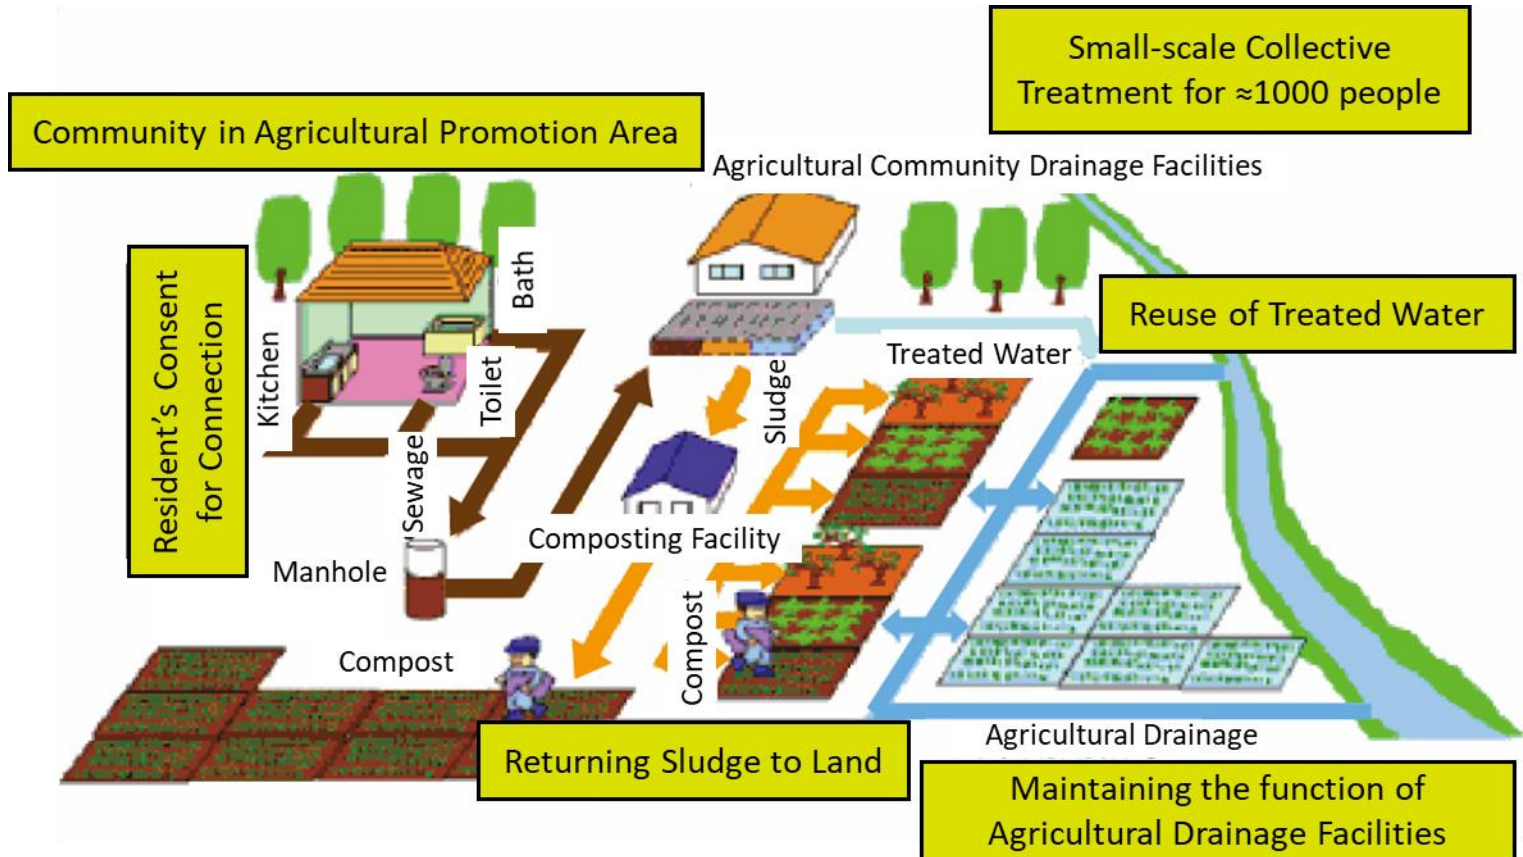 Small-scale Collective
Treatment for ≈1000 people
Community in Agricultural Promotion Area
Agricultural Community Drainage Facilities
Resident's Consent
for Connection
Bath
Kitchen
Toilet
Sewage
Manhole
Reuse of Treated Water
Treated Water
Sludge
Composting Facility
Compost
Compost
Returning Sludge to Land
Agricultural Drainage
Maintaining the function of
Agricultural Drainage Facilities